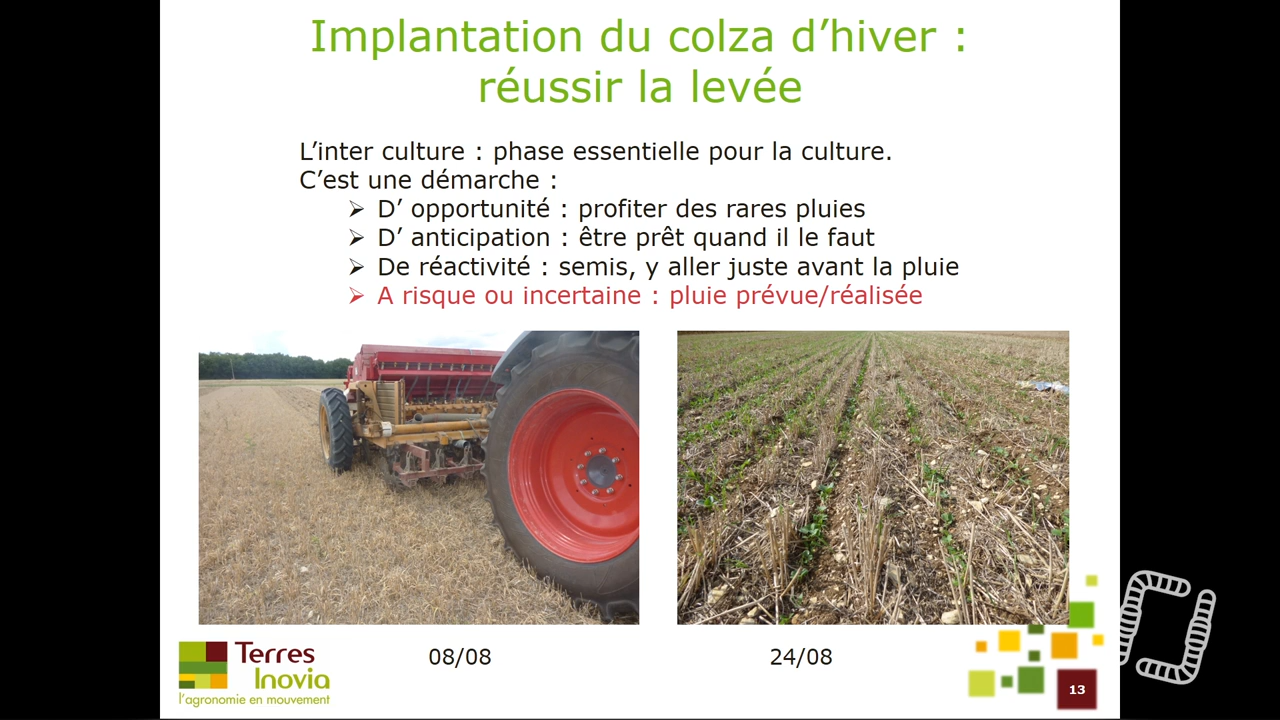 Implantation du colza d’hiver :
réussir la levée
L’inter culture : phase essentielle pour la culture.
C’est une démarche :
D’ opportunité : profiter des rares pluies
D’ anticipation : être prêt quand il le faut
De réactivité : semis, y aller juste avant la pluie
A risque ou incertaine : pluie prévue/réalisée
08/08
24/08
Terres
Inovia
l’agronomie en mouvement
13